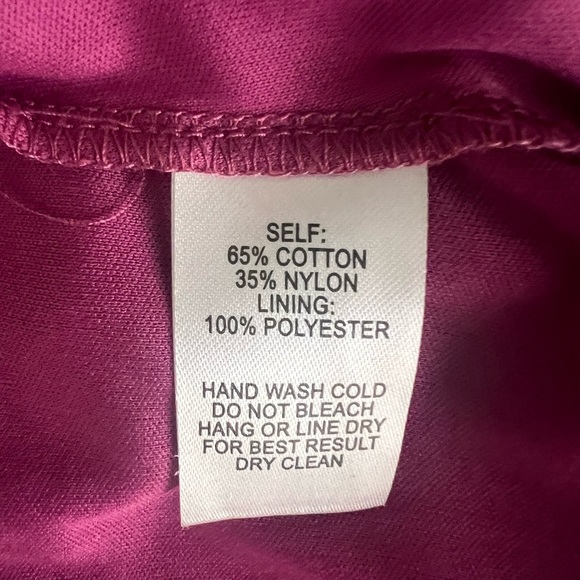 SELF:
65% COTTON
35% NYLON
LINING:
100% POLYESTER
HAND WASH COLD
DO NOT BLEACH
HANG OR LINE DRY
FOR BEST RESULT
DRY CLEAN